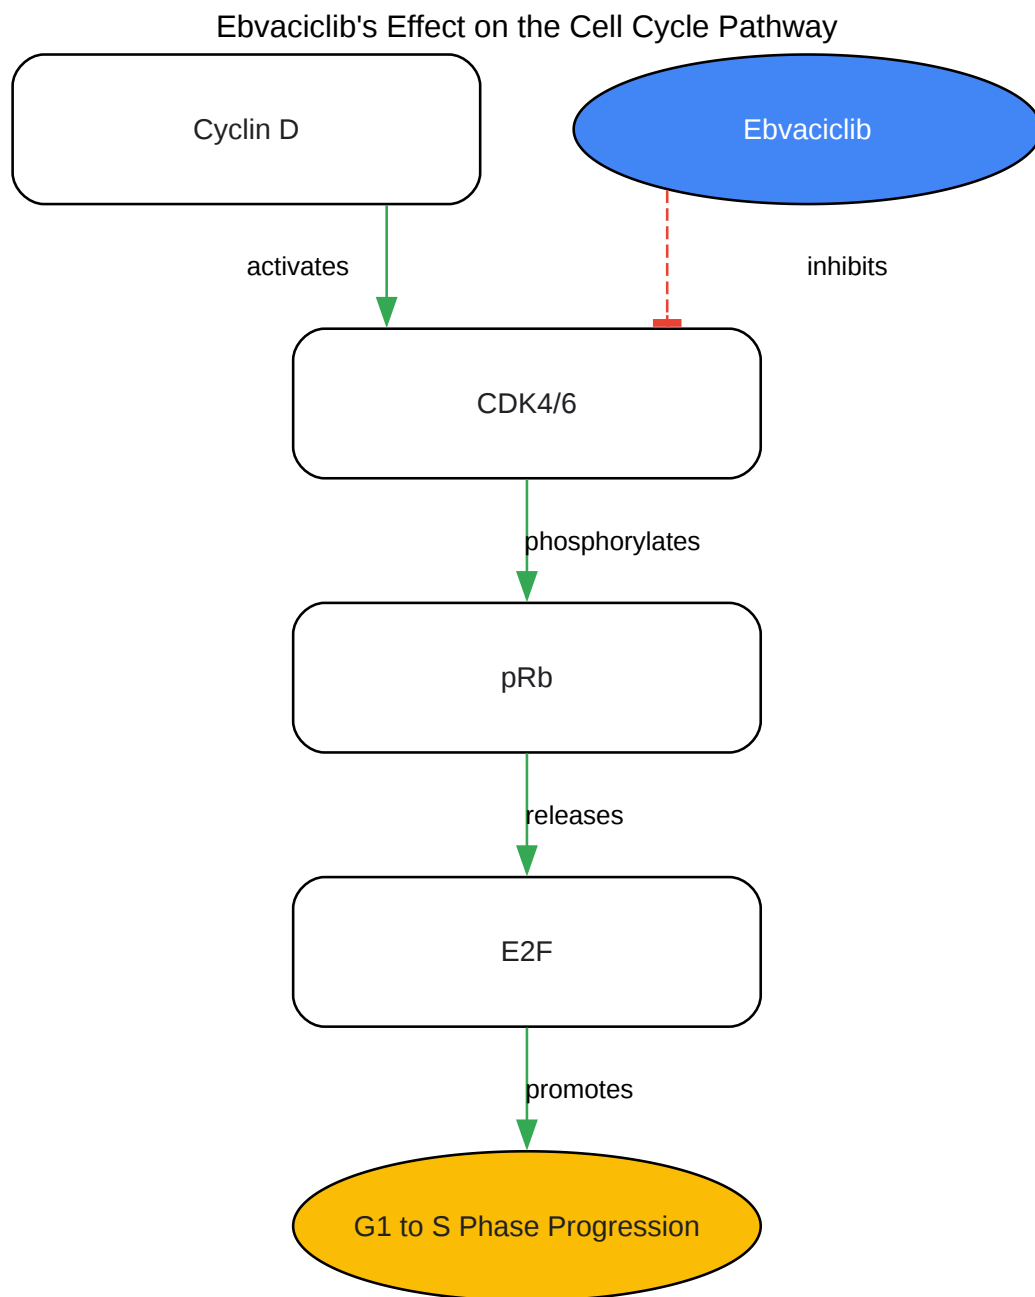 Ebvaciclib's Effect on the Cell Cycle Pathway
Cyclin D
Ebvaciclib
activates
inhibits
CDK4/6
phosphorylates
pRb
releases
E2F
promotes
G1 to S Phase Progression